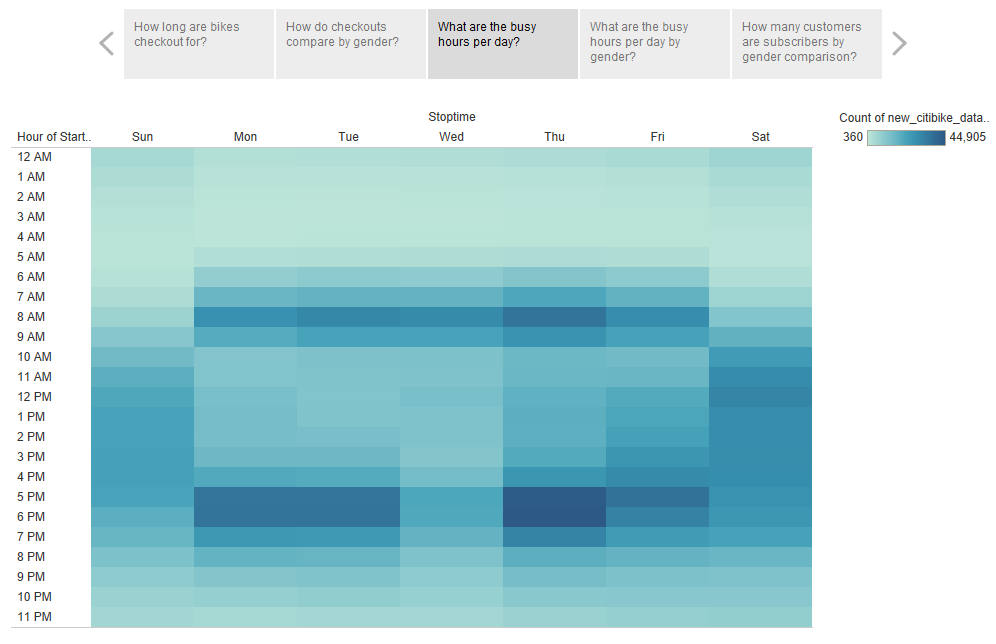 How long are bikes
checkout for?
How do checkouts
compare by gender?
What are the busy
hours per day?
What are the busy
hours per day by
gender?
How many customers
are subscribers by
gender comparison?
Stoptime
Hour of Start..
Sun
Mon
Tue
Wed
Thu
Fri
Sat
Count of new_citibike_data..
360
44,905
12 AM
1 AM
2 AM
3 AM
4 AM
5 AM
6 AM
7 AM
8 AM
9 AM
10 AM
11 AM
12 PM
1 PM
2 PM
3 PM
4 PM
5 PM
6 PM
7 PM
8 PM
9 PM
10 PM
11 PM